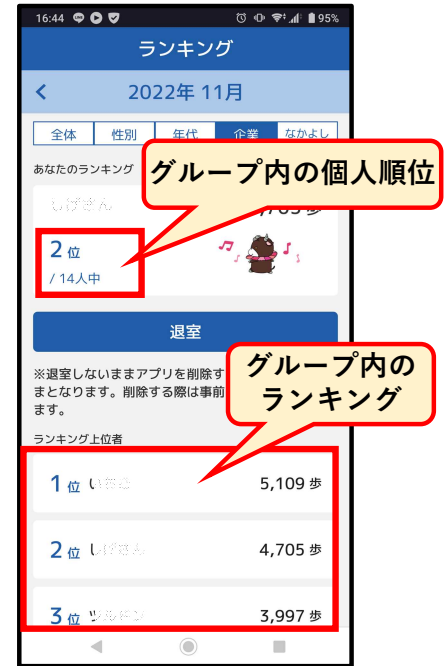 16:44
95%
ランキング
2022年 11月
全体 性別 年代 企業 なかよし
あなたのランキング
グループ内の個人順位
2 位
/ 14人中
退室
※退室しないままアプリを削除す
まとなります。削除する際は事前
ます。
グループ内の
ランキング
ランキング上位者
1 位 5,109 歩
2 位 4,705 歩
3 位 3,997 歩